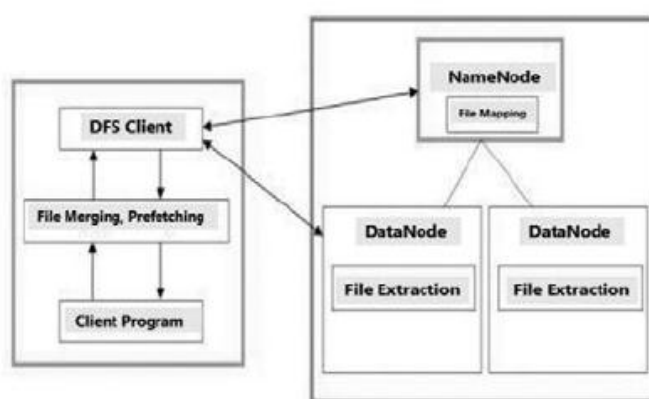 DFS Client
File Merging, Prefetching
Client Program
NameNode
File Mapping
DataNode
File Extraction
DataNode
File Extraction